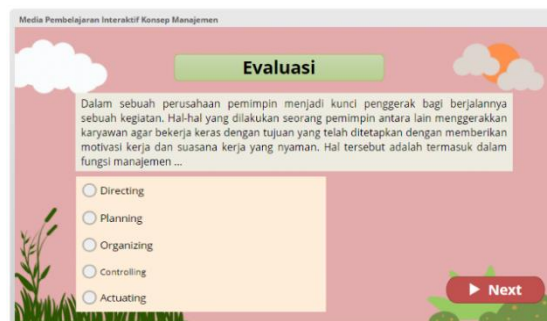 Media Pembelajaran Interaktif Konsep Manajemen
Evaluasi
Dalam sebuah perusahaan pemimpin menjadi kunci penggerak bagi berjalannya
sebuah kegiatan. Hal-hal yang dilakukan seorang pemimpin antara lain menggerakkan
karyawan agar bekerja keras dengan tujuan yang telah ditetapkan dengan memberikan
motivasi kerja dan suasana kerja yang nyaman. Hal tersebut adalah termasuk dalam
fungsi manajemen ...
Directing
Planning
Organizing
Controlling
Actuating
Next